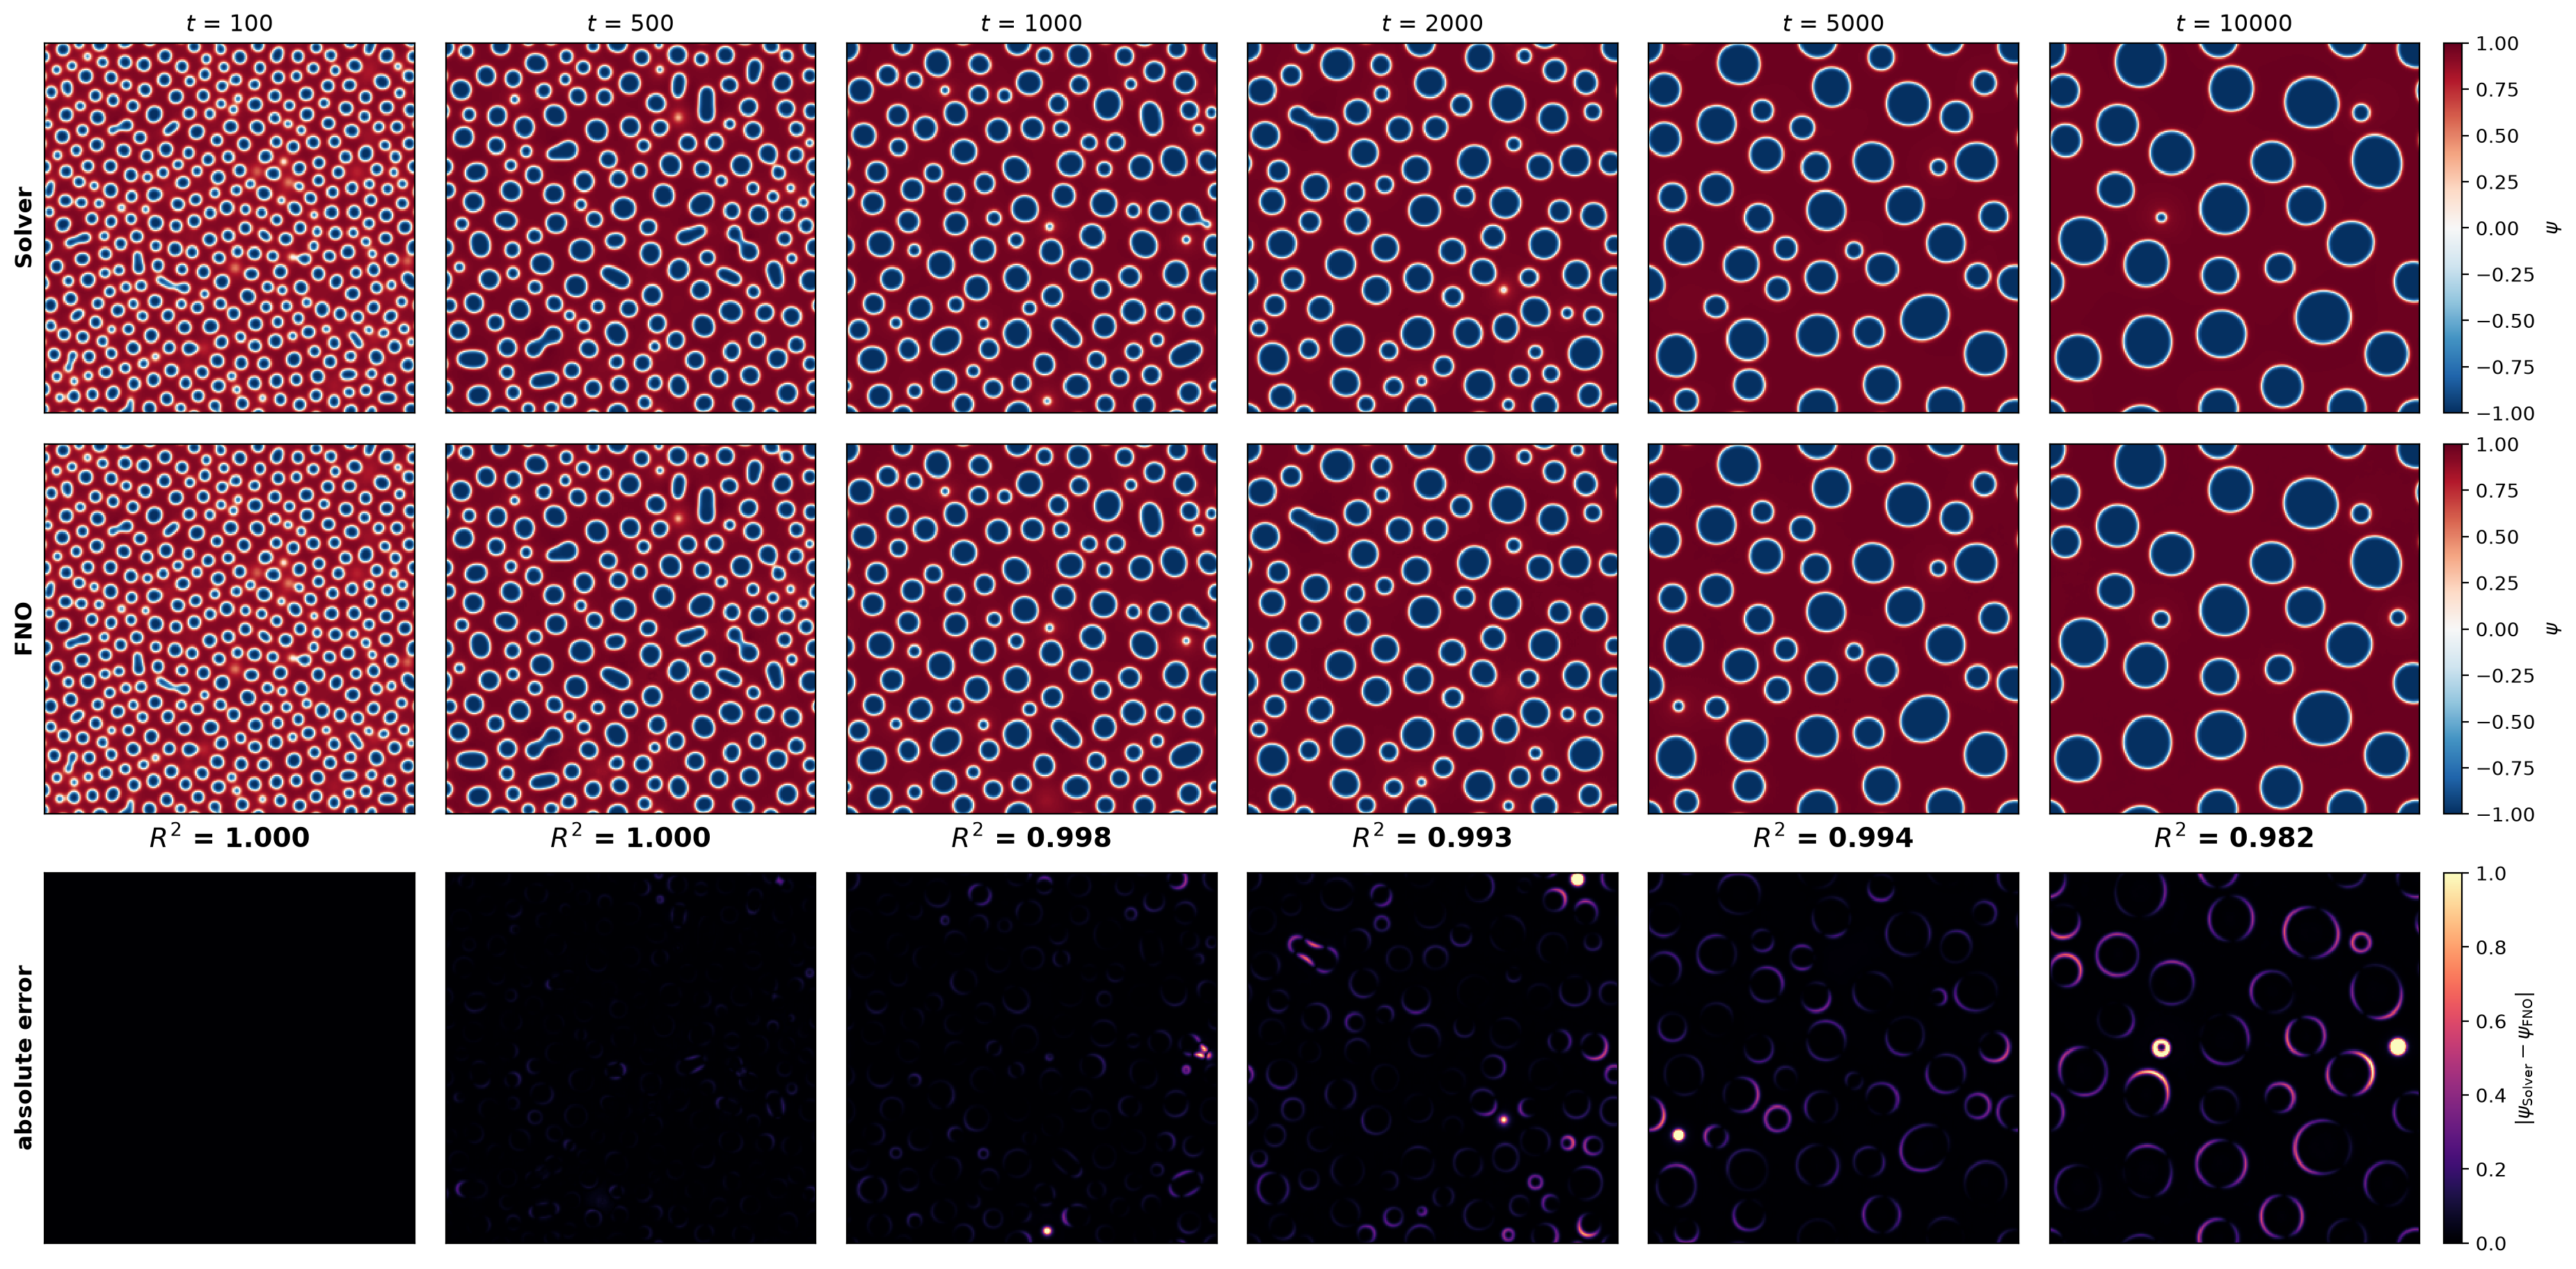 t = 100
t = 500
t = 1000
t = 2000
t = 5000
t = 10000
Solver
1.00
0.75
0.50
0.25
0.00
−0.25
−0.50
−0.75
−1.00
ψ
FNO
1.00
0.75
0.50
0.25
0.00
−0.25
−0.50
−0.75
−1.00
ψ
R² = 1.000
R² = 1.000
R² = 0.998
R² = 0.993
R² = 0.994
R² = 0.982
absolute error
1.0
0.8
0.6
0.4
0.2
0.0
|ψSolver − ψFNO|